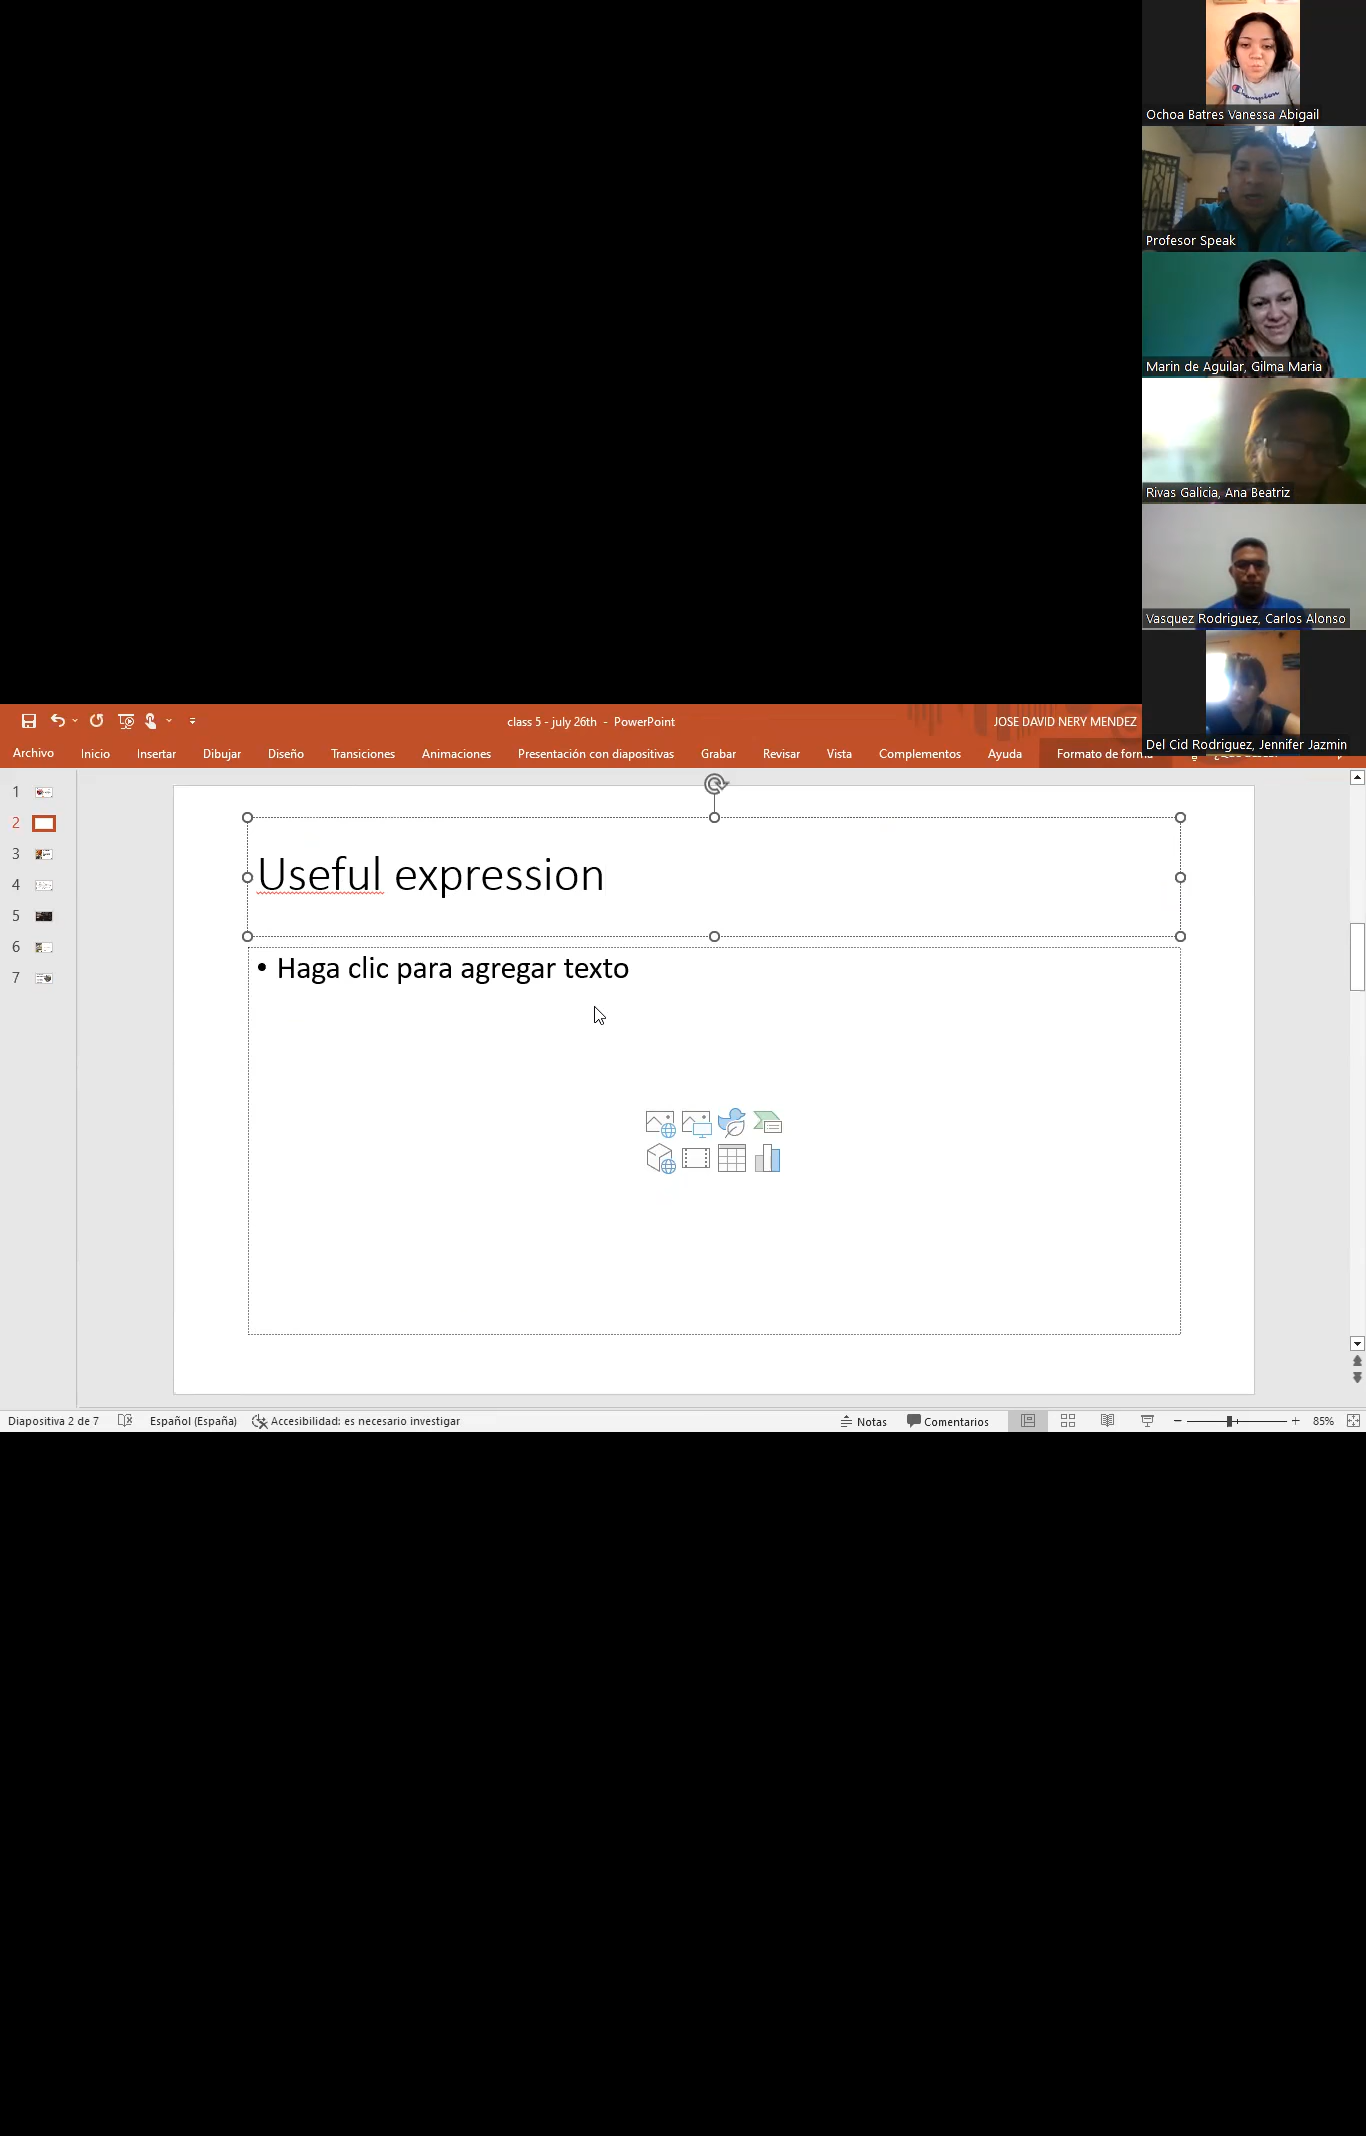 Ochoa Batres Vanessa Abigail
Profesor Speak
Marin de Aguilar, Gilma Maria
Rivas Galicia, Ana Beatriz
Vasquez Rodriguez, Carlos Alonso
Del Cid Rodriguez, Jennifer Jazmin
class 5 - july 26th - PowerPoint
JOSE DAVID NERY MENDEZ
Archivo Inicio Insertar Dibujar Diseño Transiciones Animaciones Presentación con diapositivas Grabar Revisar Vista Complementos Ayuda Formato de forma
1
2
3
4
5
6
7
Useful expression
• Haga clic para agregar texto
Diapositiva 2 de 7 Español (España) Accesibilidad: es necesario investigar Notas Comentarios 85%